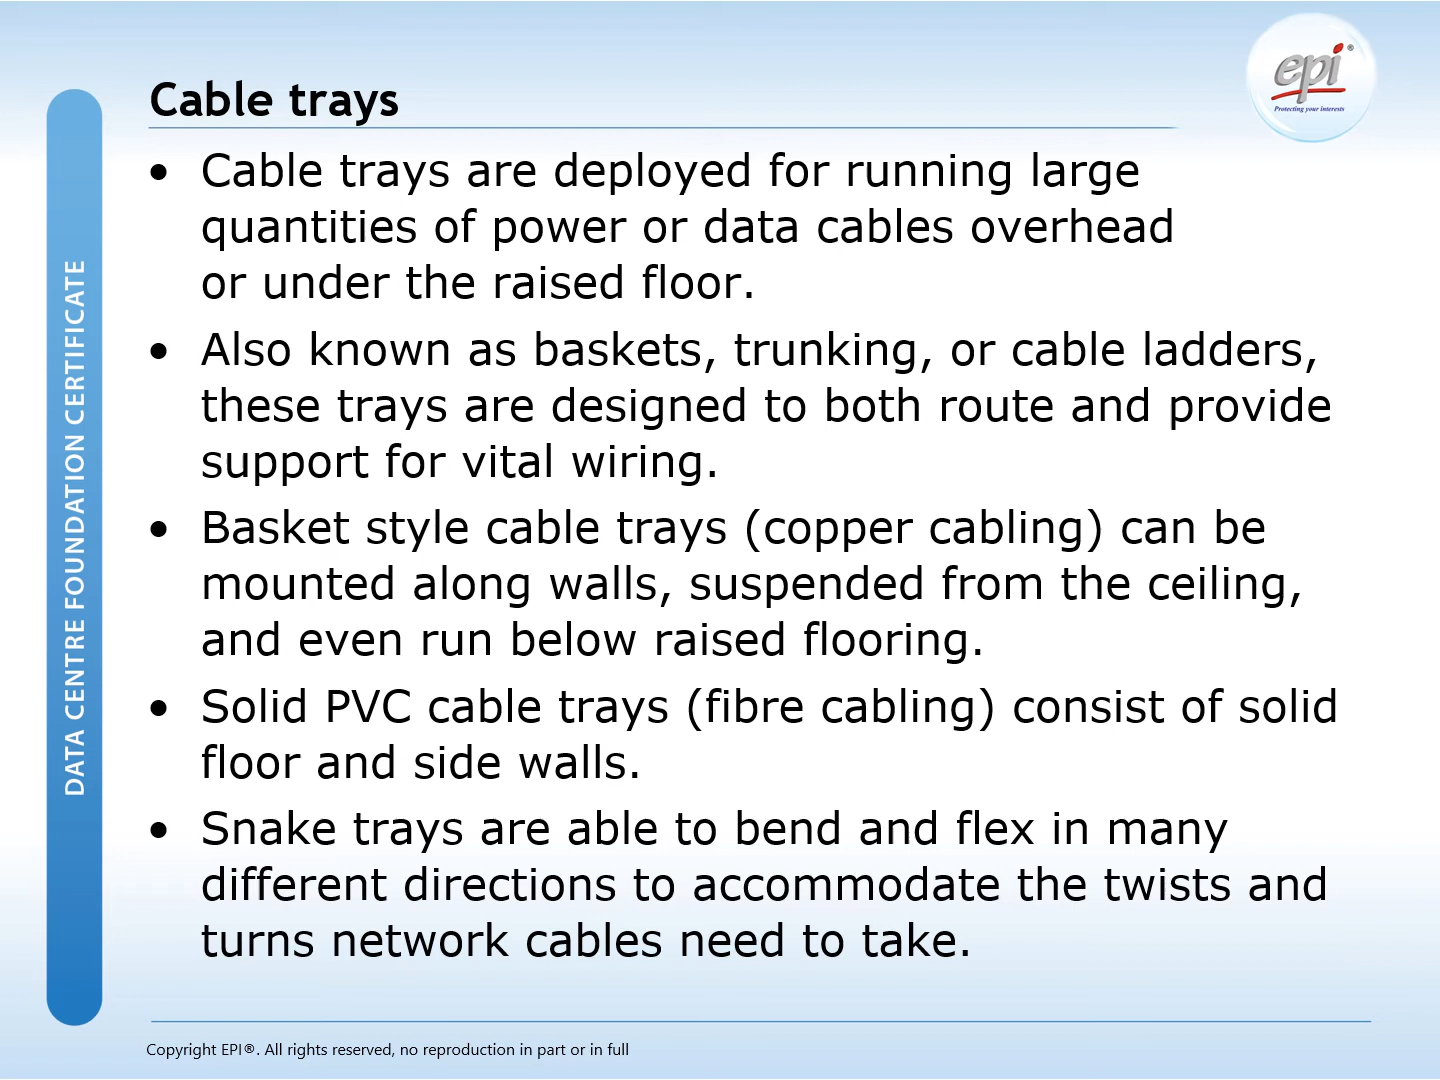 Cable trays
epi®
Protecting your interests
DATA CENTRE FOUNDATION CERTIFICATE
• Cable trays are deployed for running large
quantities of power or data cables overhead
or under the raised floor.
• Also known as baskets, trunking, or cable ladders,
these trays are designed to both route and provide
support for vital wiring.
• Basket style cable trays (copper cabling) can be
mounted along walls, suspended from the ceiling,
and even run below raised flooring.
• Solid PVC cable trays (fibre cabling) consist of solid
floor and side walls.
• Snake trays are able to bend and flex in many
different directions to accommodate the twists and
turns network cables need to take.
Copyright EPI®. All rights reserved, no reproduction in part or in full